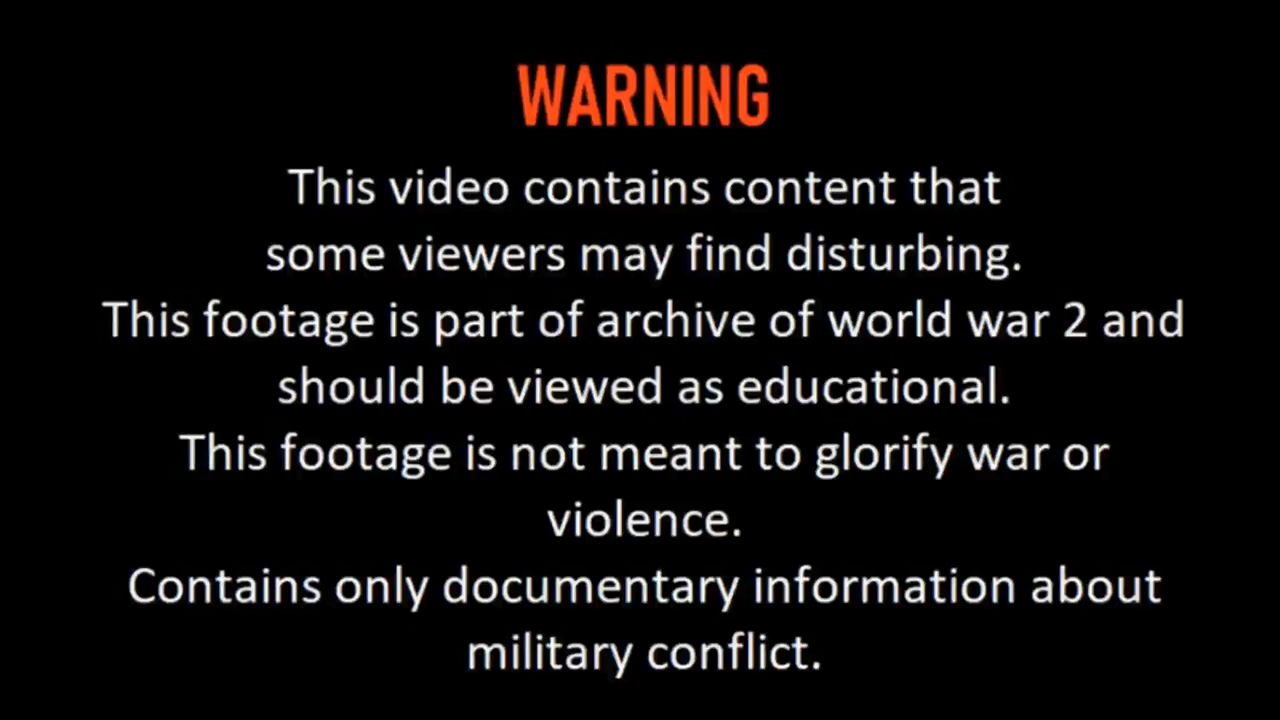 WARNING
This video contains content that
some viewers may find disturbing.
This footage is part of archive of world war 2 and
should be viewed as educational.
This footage is not meant to glorify war or
violence.
Contains only documentary information about
military conflict.